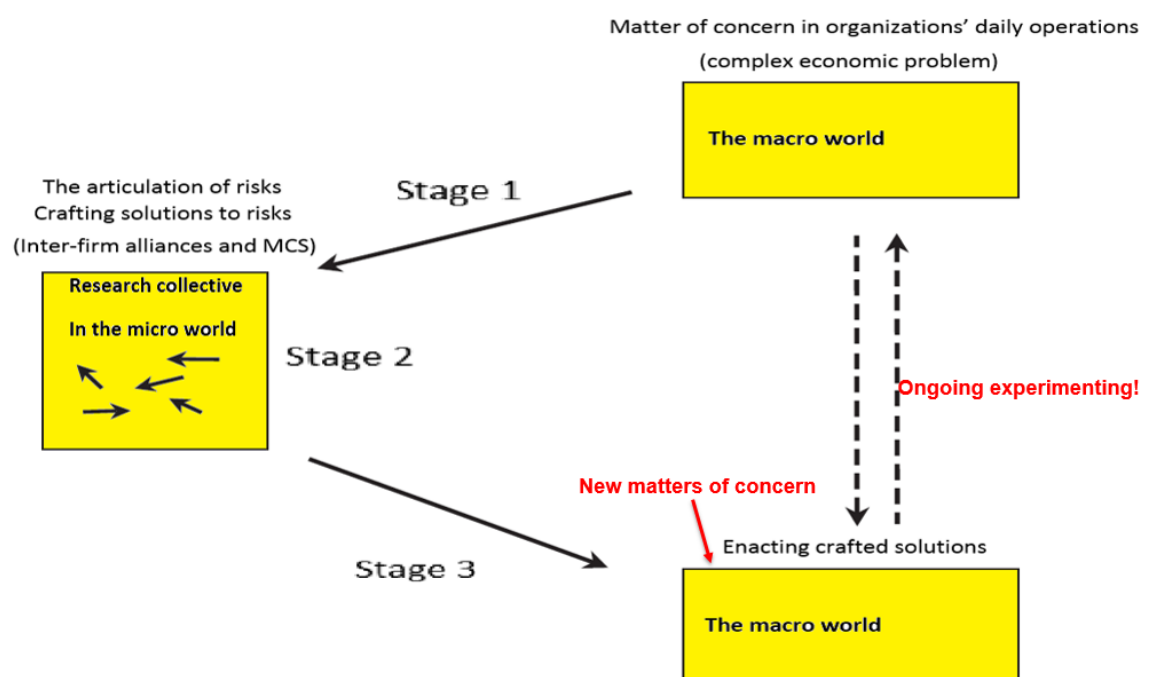 Matter of concern in organizations' daily operations
(complex economic problem)
The macro world
Stage 1
The articulation of risks
Crafting solutions to risks
(Inter-firm alliances and MCS)
Research collective
In the micro world
Stage 2
Ongoing experimenting!
New matters of concern
Enacting crafted solutions
Stage 3
The macro world